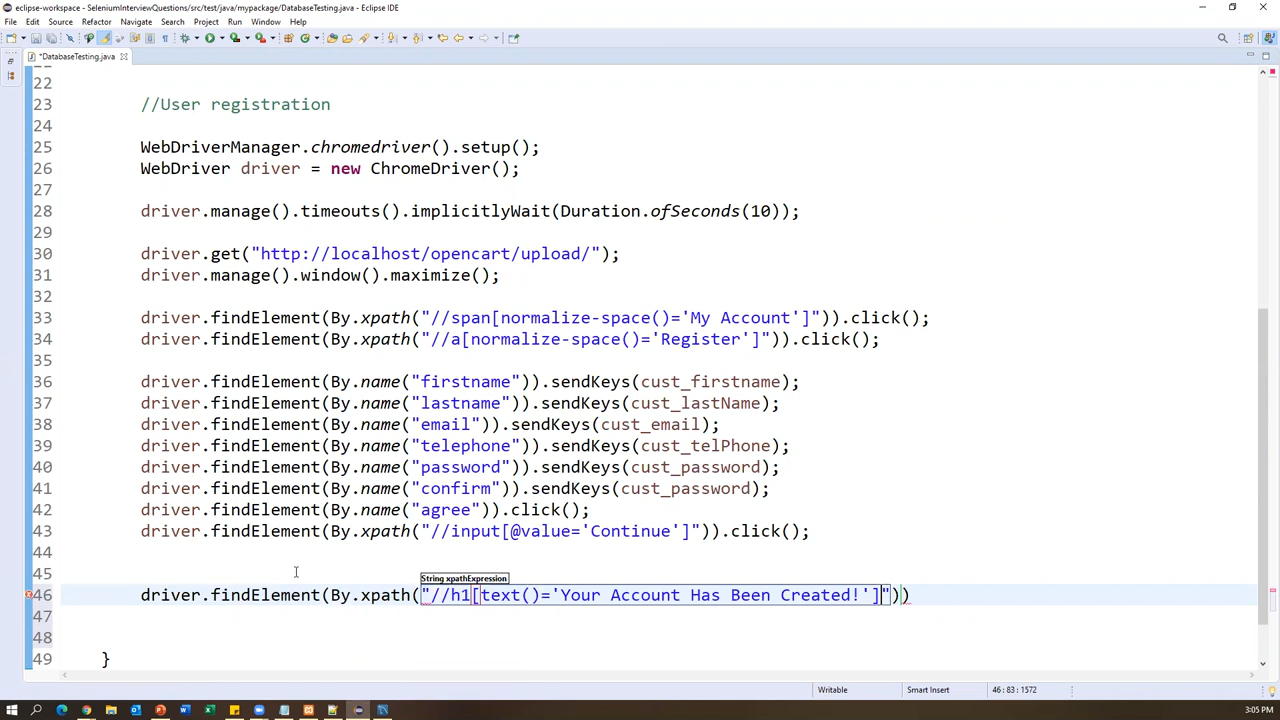 eclipse-workspace - SeleniumInterviewQuestions/src/test/java/mypackage/DatabaseTesting.java - Eclipse IDE
File Edit Source Refactor Navigate Search Project Run Window Help
*DatabaseTesting.java
22
23 //User registration
24
25 WebDriverManager.chromedriver().setup();
26 WebDriver driver = new ChromeDriver();
27
28 driver.manage().timeouts().implicitlyWait(Duration.ofSeconds(10));
29
30 driver.get("http://localhost/opencart/upload/");
31 driver.manage().window().maximize();
32
33 driver.findElement(By.xpath("//span[normalize-space()='My Account']")).click();
34 driver.findElement(By.xpath("//a[normalize-space()='Register']")).click();
35
36 driver.findElement(By.name("firstname")).sendKeys(cust_firstname);
37 driver.findElement(By.name("lastname")).sendKeys(cust_lastName);
38 driver.findElement(By.name("email")).sendKeys(cust_email);
39 driver.findElement(By.name("telephone")).sendKeys(cust_telPhone);
40 driver.findElement(By.name("password")).sendKeys(cust_password);
41 driver.findElement(By.name("confirm")).sendKeys(cust_password);
42 driver.findElement(By.name("agree")).click();
43 driver.findElement(By.xpath("//input[@value='Continue']")).click();
44
45
String xpathExpression
46 driver.findElement(By.xpath("//h1[text()='Your Account Has Been Created!']"))
47
48
49 }
Writable Smart Insert 46 : 83 : 1572
3:05 PM